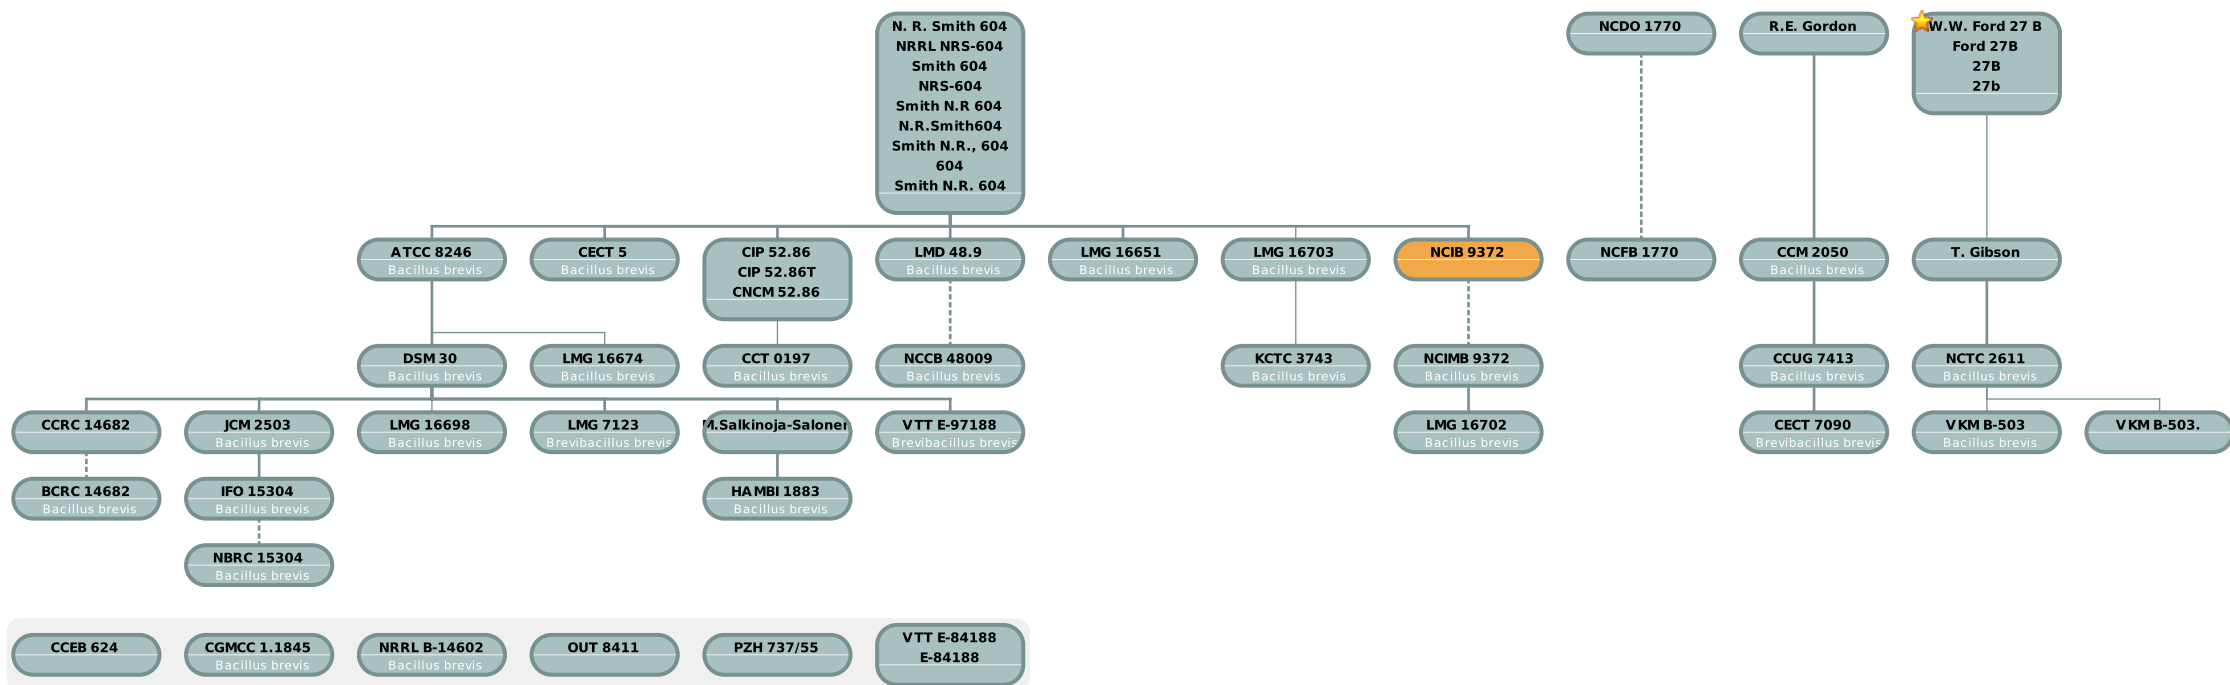 N. R. Smith 604
NRRL NRS-604
Smith 604
NRS-604
Smith N.R 604
N.R.Smith604
Smith N.R., 604
604
Smith N.R. 604
NCDO 1770
R.E. Gordon
W.W. Ford 27 B
Ford 27B
27B
27b
ATCC 8246
Bacillus brevis
CECT 5
Bacillus brevis
CIP 52.86
CIP 52.86T
CNCM 52.86
LMD 48.9
Bacillus brevis
LMG 16651
Bacillus brevis
LMG 16703
Bacillus brevis
NCIB 9372
NCFB 1770
CCM 2050
Bacillus brevis
T. Gibson
DSM 30
Bacillus brevis
LMG 16674
Bacillus brevis
CCT 0197
Bacillus brevis
NCCB 48009
Bacillus brevis
KCTC 3743
Bacillus brevis
NCIMB 9372
Bacillus brevis
CCUG 7413
Bacillus brevis
NCTC 2611
Bacillus brevis
CCRC 14682
JCM 2503
Bacillus brevis
LMG 16698
Bacillus brevis
LMG 7123
Brevibacillus brevis
M.Salkinoja-Salonen
VTT E-97188
Brevibacillus brevis
LMG 16702
Bacillus brevis
CECT 7090
Brevibacillus brevis
VKM B-503
Bacillus brevis
VKM B-503.
BCRC 14682
Bacillus brevis
IFO 15304
Bacillus brevis
HAMBI 1883
Bacillus brevis
NBRC 15304
Bacillus brevis
CCEB 624
CGMCC 1.1845
Bacillus brevis
NRRL B-14602
Bacillus brevis
OUT 8411
PZH 737/55
VTT E-84188
E-84188